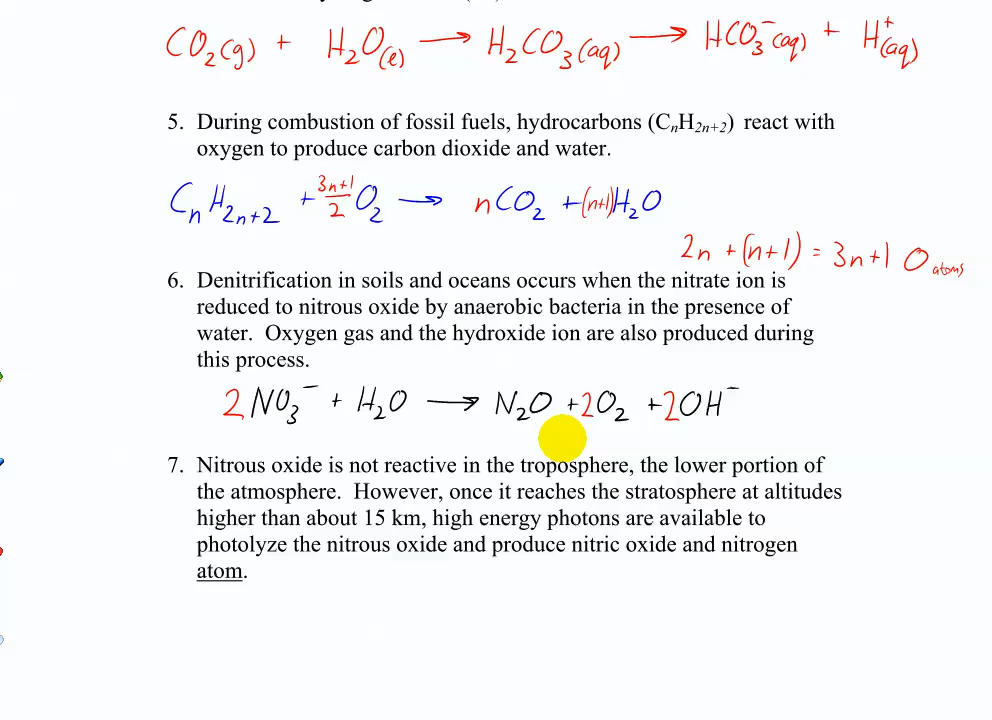 CO₂(g) + H₂O(ℓ) → H₂CO₃(aq) → HCO₃⁻(aq) + H⁺(aq)
5. During combustion of fossil fuels, hydrocarbons (CₙH₂ₙ₊₂) react with
oxygen to produce carbon dioxide and water.
CₙH₂ₙ₊₂ + (3n+1)/2 O₂ → nCO₂ + (n+1)H₂O
2n + (n+1) = 3n+1 O atoms
6. Denitrification in soils and oceans occurs when the nitrate ion is
reduced to nitrous oxide by anaerobic bacteria in the presence of
water. Oxygen gas and the hydroxide ion are also produced during
this process.
2NO₃⁻ + H₂O → N₂O + 2O₂ + 2OH⁻
7. Nitrous oxide is not reactive in the troposphere, the lower portion of
the atmosphere. However, once it reaches the stratosphere at altitudes
higher than about 15 km, high energy photons are available to
photolyze the nitrous oxide and produce nitric oxide and nitrogen
atom.